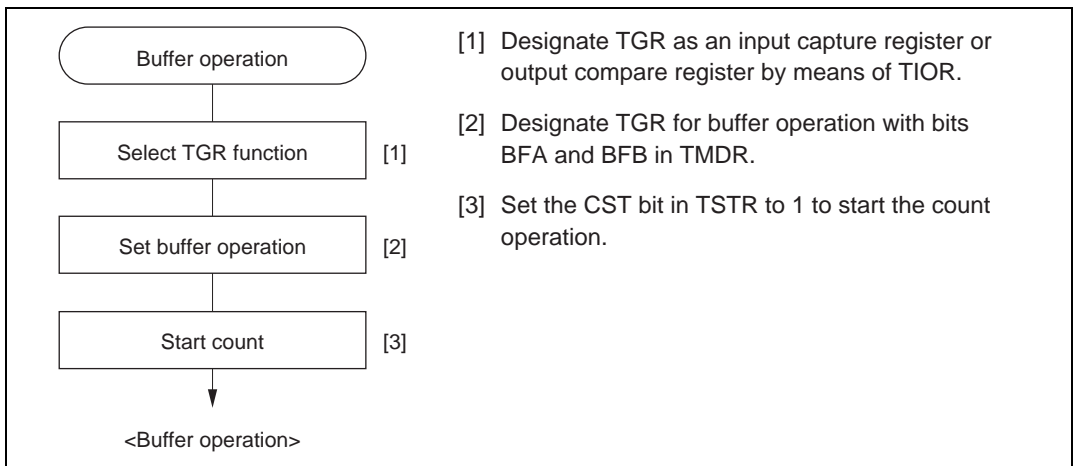 Buffer operation
Select TGR function
[1]
Set buffer operation
[2]
Start count
[3]
<Buffer operation>
[1] Designate TGR as an input capture register or
output compare register by means of TIOR.
[2] Designate TGR for buffer operation with bits
BFA and BFB in TMDR.
[3] Set the CST bit in TSTR to 1 to start the count
operation.